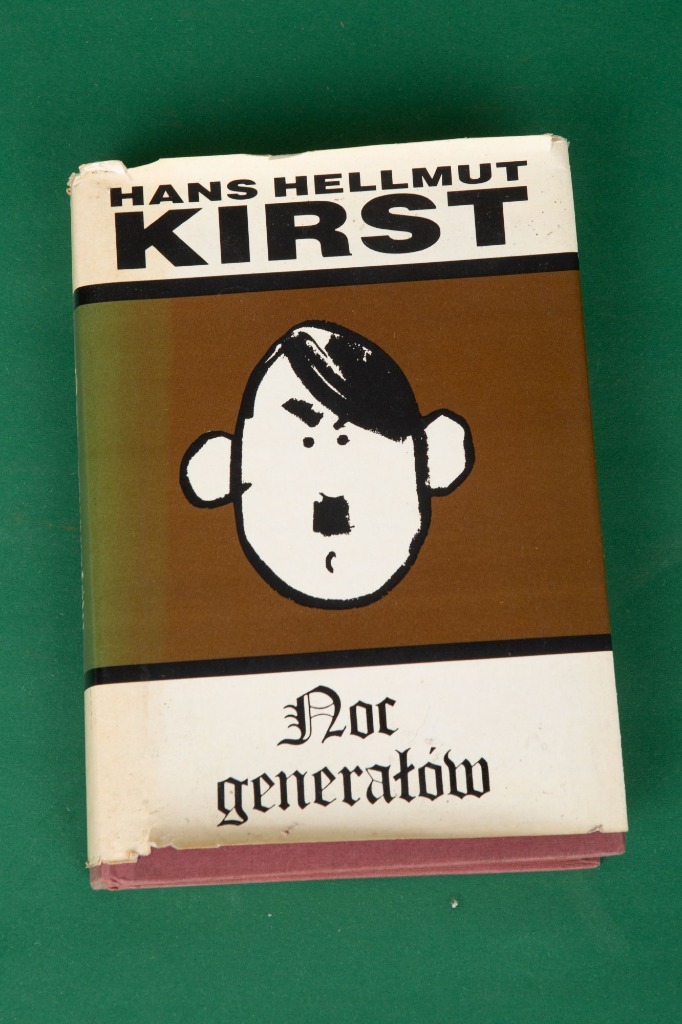 HANS HELLMUT
KIRST
Noc
generałów